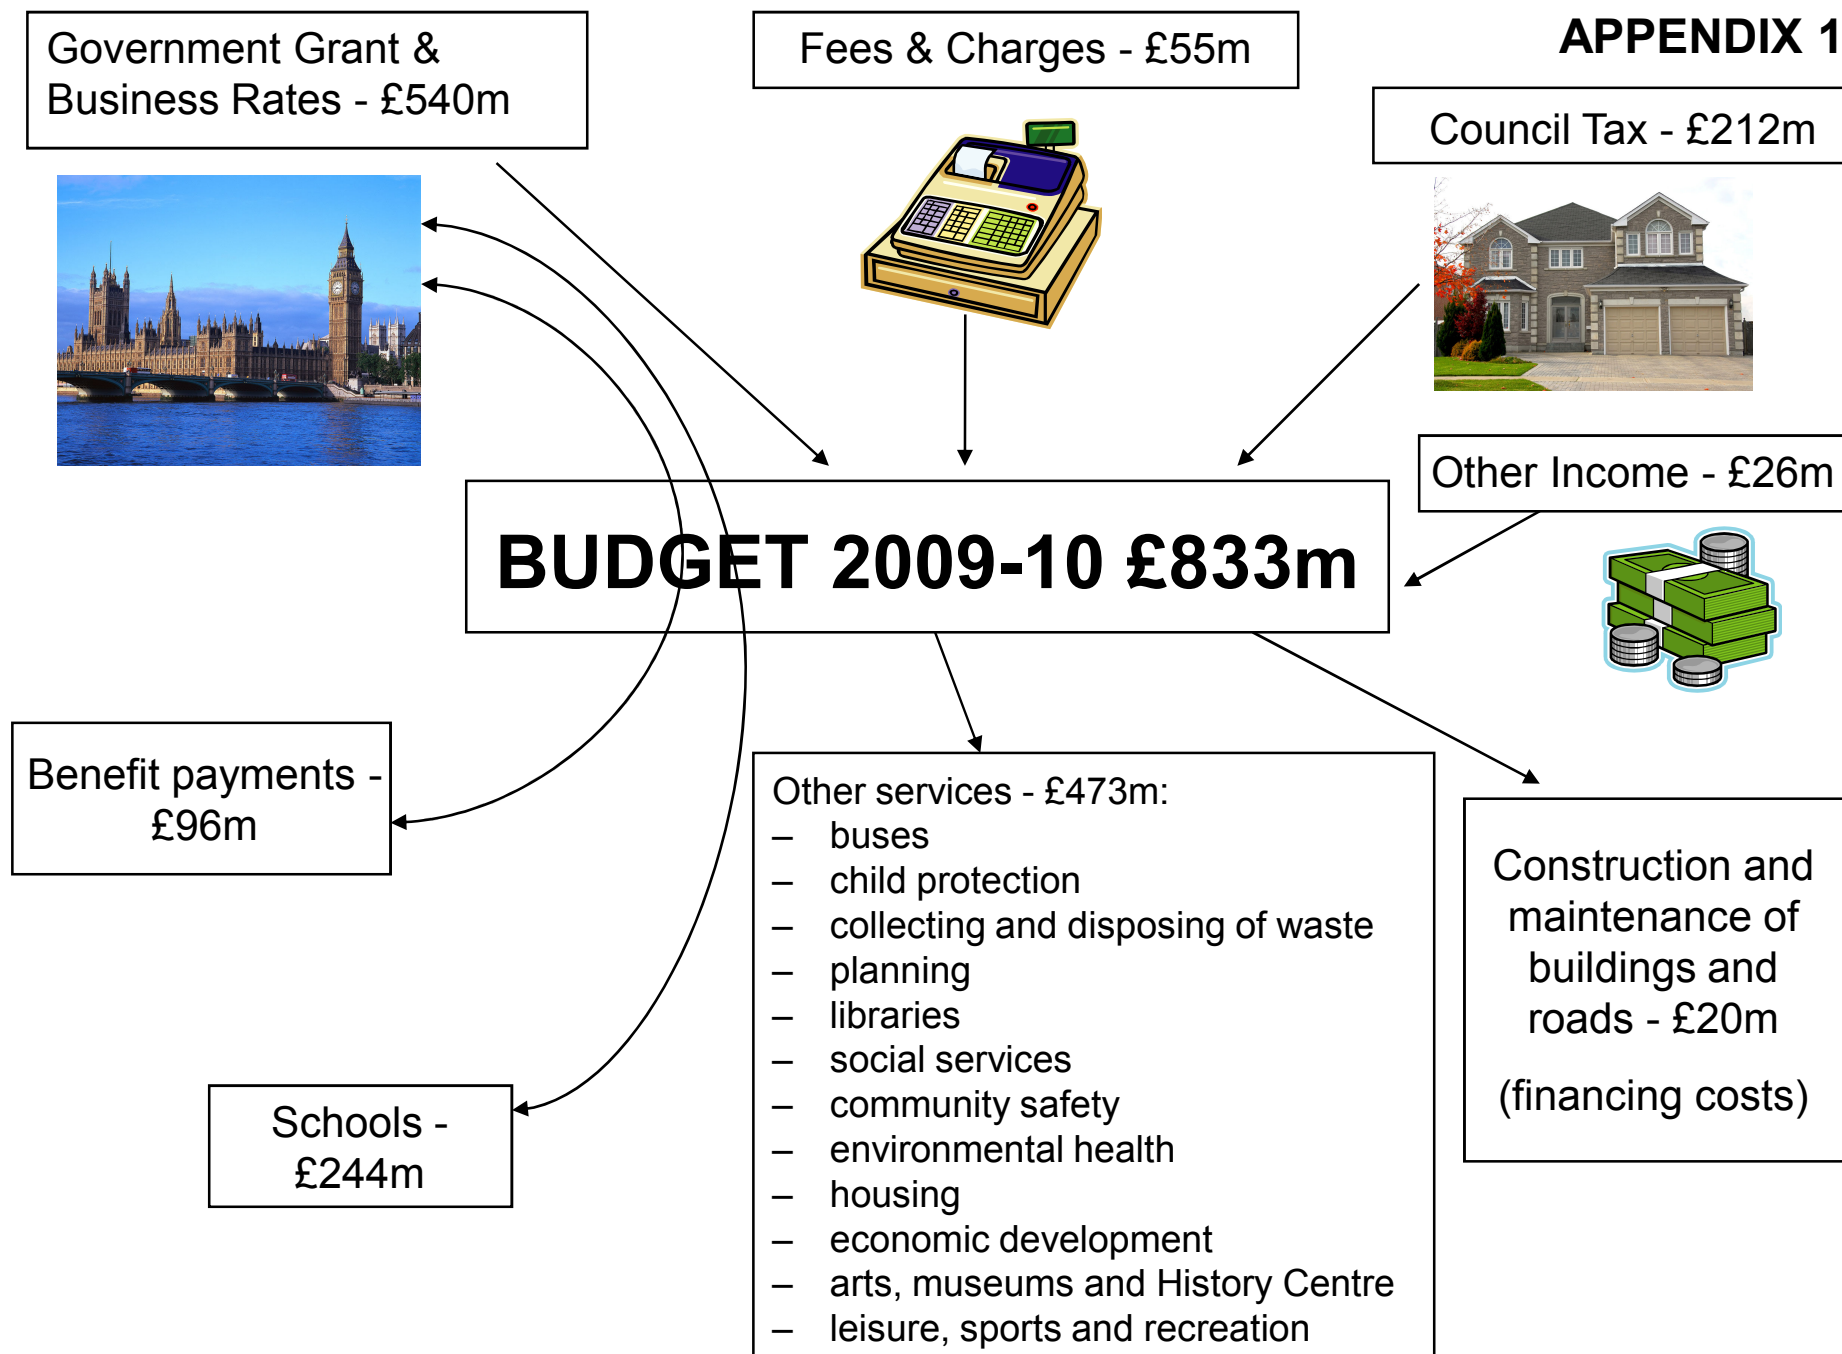 APPENDIX 1
Government Grant &
Business Rates - £540m
Fees & Charges - £55m
Council Tax - £212m
Other Income - £26m
BUDGET 2009-10 £833m
Benefit payments -
£96m
Schools -
£244m
Other services - £473m:
– buses
– child protection
– collecting and disposing of waste
– planning
– libraries
– social services
– community safety
– environmental health
– housing
– economic development
– arts, museums and History Centre
– leisure, sports and recreation
Construction and
maintenance of
buildings and
roads - £20m
(financing costs)